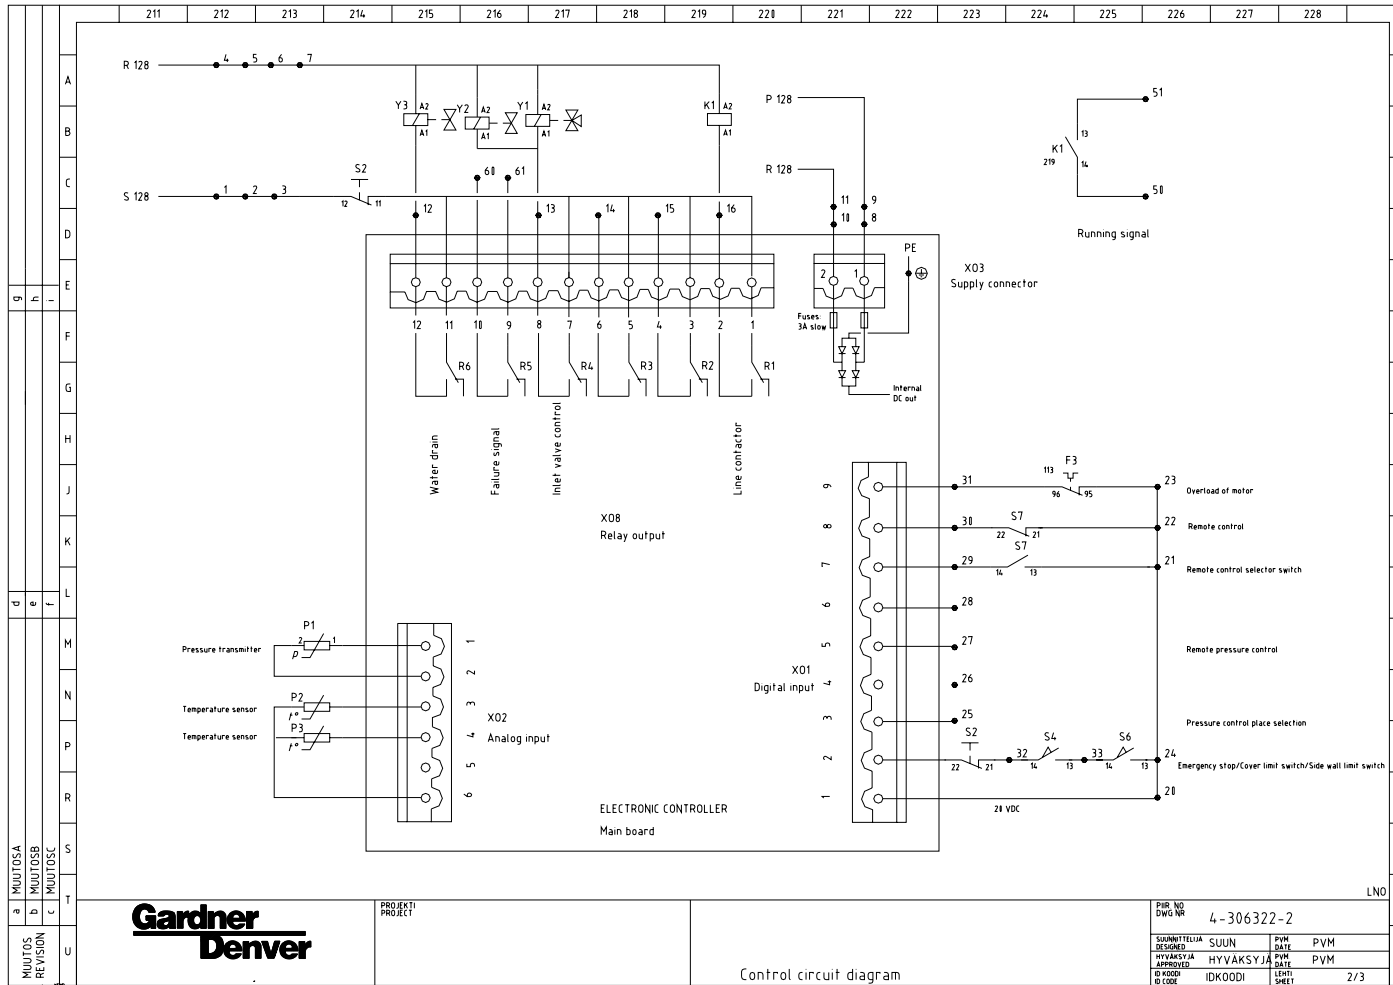 211 212 213 214 215 216 217 218 219 220 221 222 223 224 225 226 227 228
R 128 4 5 6 7
A
Y3 A2 Y2 A2 Y1 A2 K1 A2
A1 A1 A1 A1
P 128
51
B
K1 13
219 14
C
S2
60 61
R 128
S 128 1 2 3
12 11
50
12 13 14 15 16
11 9
10 8
D
Running signal
PE
E
2 1
X03
Supply connector
12 11 10 9 8 7 6 5 4 3 2 1
Fuses:
3A slow
F
R6 R5 R4 R3 R2 R1
G
Internal
DC out
H
Water drain
Failure signal
Inlet valve control
Line contactor
J
9 31 113 F3 96 95 23 Overload of motor
X08
Relay output
8 30 S7 22 21 22 Remote control
K
7 29 S7 14 13 21 Remote control selector switch
L
6 28
M
P1
2 1
p
Pressure transmitter
1
5 27 Remote pressure control
2
X01
Digital input
4 26
N
P2
t°
Temperature sensor
3
X02
Analog input
3 25 Pressure control place selection
P
P3
t°
Temperature sensor
4
2 S2 22 21 32 S4 14 13 33 S6 14 13 24
Emergency stop/Cover limit switch/Side wall limit switch
5
R
6
1 20
20 VDC
ELECTRONIC CONTROLLER
Main board
S
T
U
g h i
d e f
a MUUTOSA
b MUUTOSB
c MUUTOSC
MUUTOS
REVISION
LNO
Gardner
Denver
PROJEKTI
PROJECT
Control circuit diagram
PIIR. NO
DWG NR 4-306322-2
SUUNNITTELIJA
DESIGNED SUUN
PVM
DATE PVM
HYVÄKSYJÄ
APPROVED HYVÄKSYJÄ
PVM
DATE PVM
ID KOODI
ID CODE IDKOODI
LEHTI
SHEET 2/3